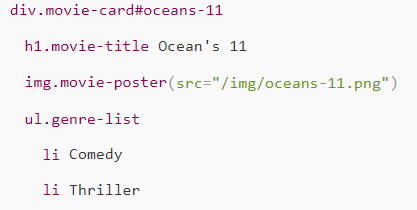 div.movie-card#oceans-11
h1.movie-title Ocean's 11
img.movie-poster(src="/img/oceans-11.png")
ul.genre-list
li Comedy
li Thriller